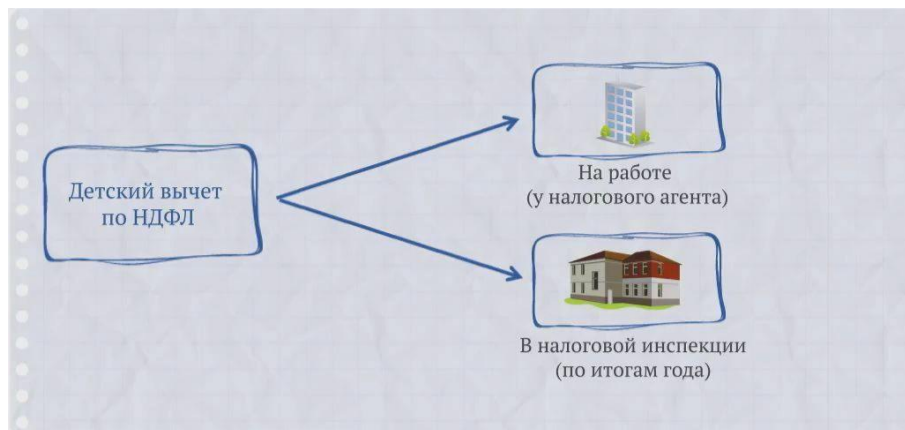 Детский вычет
по НДФЛ
На работе
(у налогового агента)
В налоговой инспекции
(по итогам года)